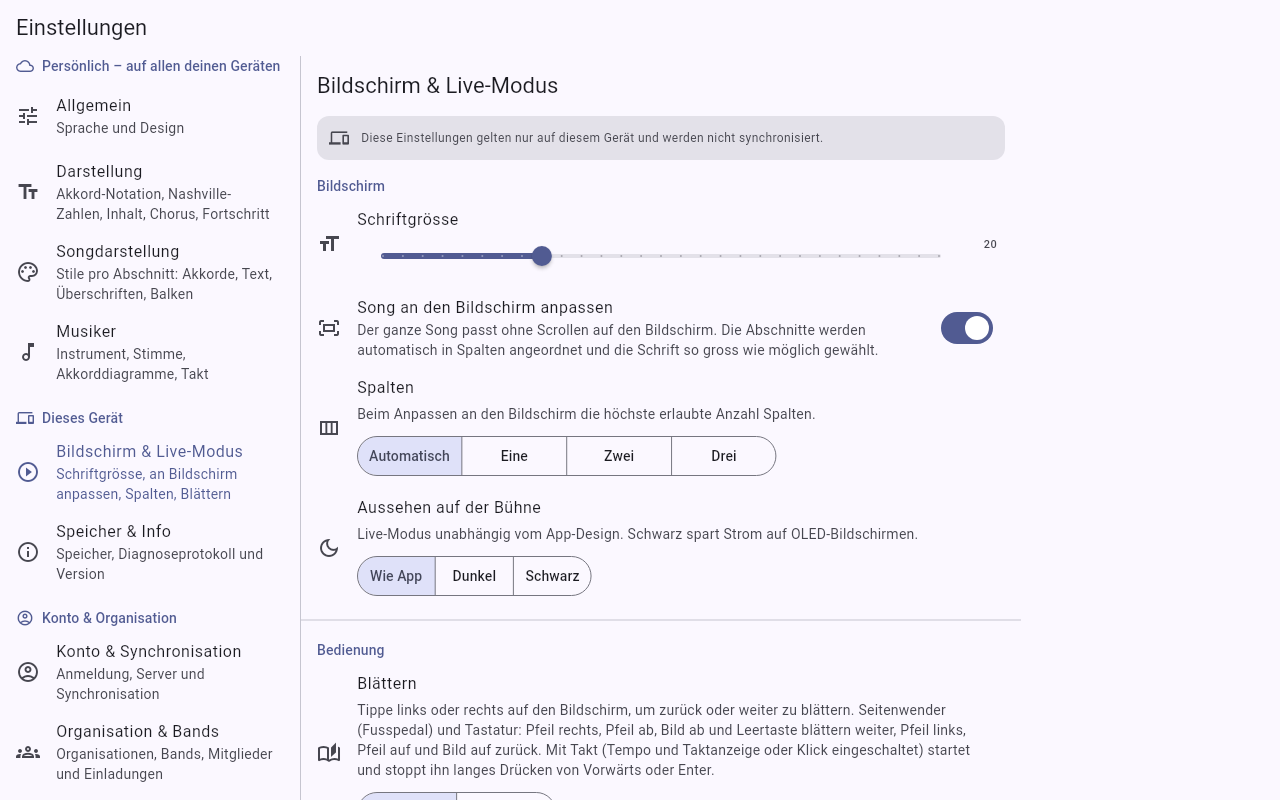 Einstellungen
Persönlich – auf allen deinen Geräten
Allgemein
Sprache und Design
Darstellung
Akkord-Notation, Nashville-
Zahlen, Inhalt, Chorus, Fortschritt
Songdarstellung
Stile pro Abschnitt: Akkorde, Text,
Überschriften, Balken
Musiker
Instrument, Stimme,
Akkorddiagramme, Takt
Dieses Gerät
Bildschirm & Live-Modus
Schriftgrösse, an Bildschirm
anpassen, Spalten, Blättern
Speicher & Info
Speicher, Diagnoseprotokoll und
Version
Konto & Organisation
Konto & Synchronisation
Anmeldung, Server und
Synchronisation
Organisation & Bands
Organisationen, Bands, Mitglieder
und Einladungen
Bildschirm & Live-Modus
Diese Einstellungen gelten nur auf diesem Gerät und werden nicht synchronisiert.
Bildschirm
Schriftgrösse
20
Song an den Bildschirm anpassen
Der ganze Song passt ohne Scrollen auf den Bildschirm. Die Abschnitte werden
automatisch in Spalten angeordnet und die Schrift so gross wie möglich gewählt.
Spalten
Beim Anpassen an den Bildschirm die höchste erlaubte Anzahl Spalten.
Automatisch Eine Zwei Drei
Aussehen auf der Bühne
Live-Modus unabhängig vom App-Design. Schwarz spart Strom auf OLED-Bildschirmen.
Wie App Dunkel Schwarz
Bedienung
Blättern
Tippe links oder rechts auf den Bildschirm, um zurück oder weiter zu blättern. Seitenwender
(Fusspedal) und Tastatur: Pfeil rechts, Pfeil ab, Bild ab und Leertaste blättern weiter, Pfeil links,
Pfeil auf und Bild auf zurück. Mit Takt (Tempo und Taktanzeige oder Klick eingeschaltet) startet
und stoppt ihn langes Drücken von Vorwärts oder Enter.